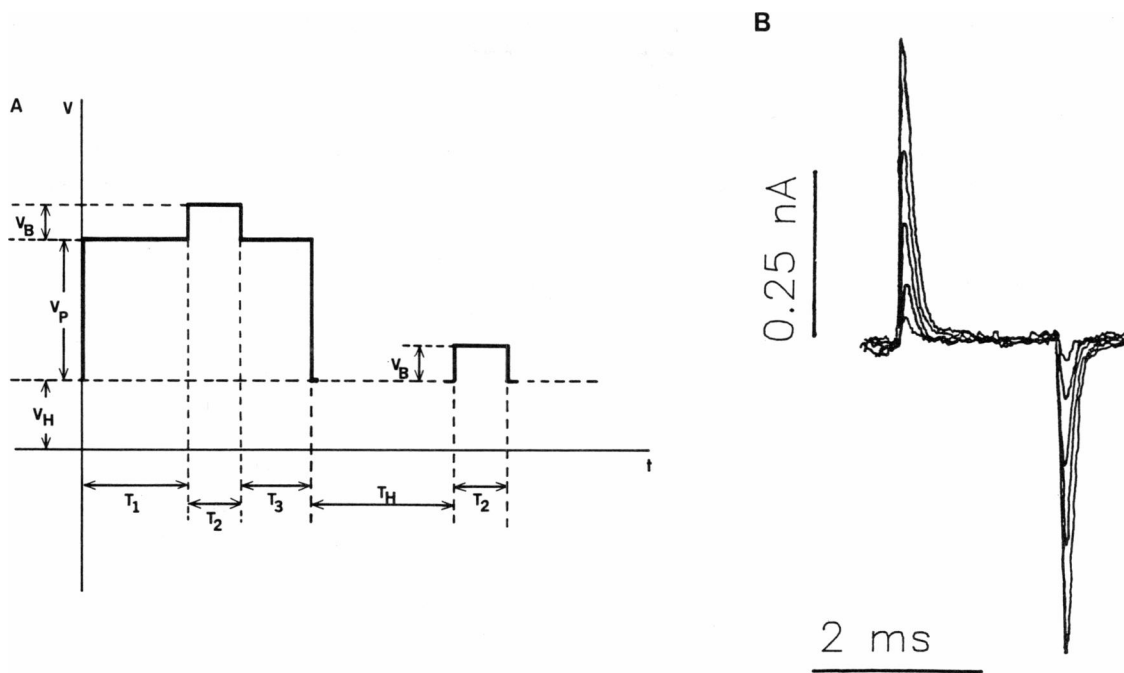 A
V
V_B
V_P
V_H
V_B
t
T_1
T_2
T_3
T_H
T_2
B
0.25 nA
2 ms